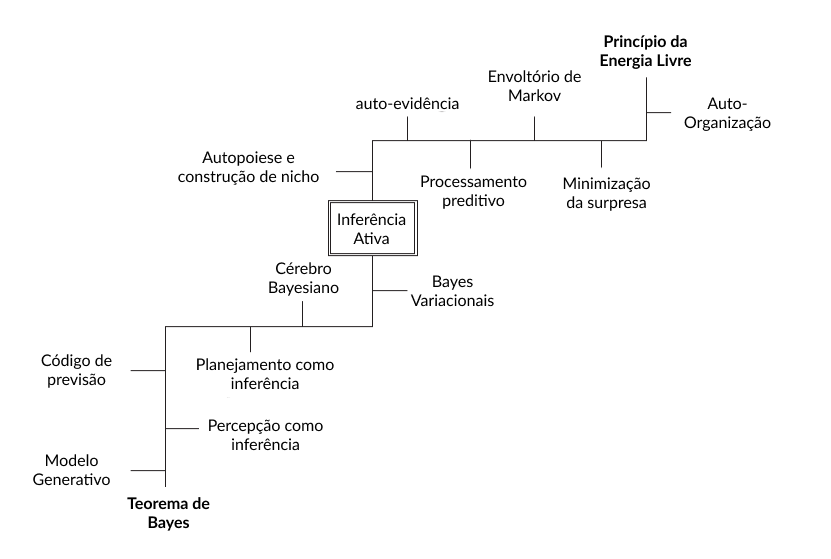 Princípio da
Energia Livre
Envoltório de
Markov
auto-evidência
Auto-
Organização
Autopoiese e
construção de nicho
Processamento
preditivo
Minimização
da surpresa
Inferência
Ativa
Cérebro
Bayesiano
Bayes
Variacionais
Código de
previsão
Planejamento como
inferência
Percepção como
inferência
Modelo
Generativo
Teorema de
Bayes